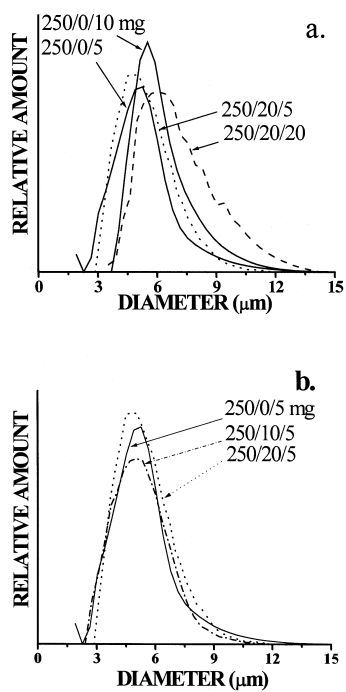 a.
250/0/10 mg
250/0/5
250/20/5
250/20/20
RELATIVE AMOUNT
0 3 6 9 12 15
DIAMETER (μm)
b.
250/0/5 mg
250/10/5
250/20/5
RELATIVE AMOUNT
0 3 6 9 12 15
DIAMETER (μm)